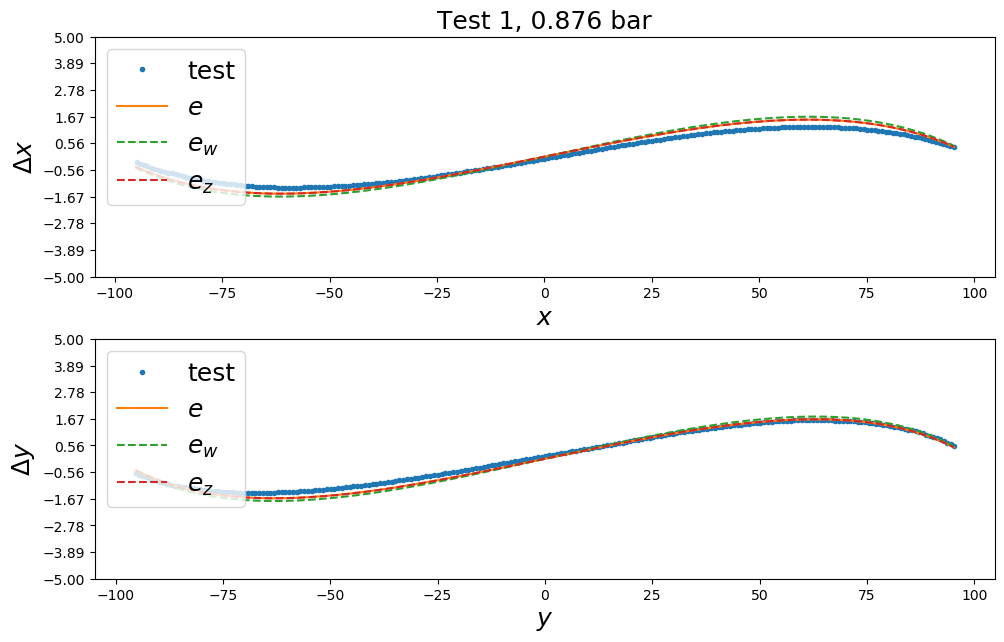 Test 1, 0.876 bar
5.00
3.89
2.78
1.67
0.56
−0.56
−1.67
−2.78
−3.89
−5.00
Δx
test
e
e_w
e_z
−100 −75 −50 −25 0 25 50 75 100
x
5.00
3.89
2.78
1.67
0.56
−0.56
−1.67
−2.78
−3.89
−5.00
Δy
test
e
e_w
e_z
−100 −75 −50 −25 0 25 50 75 100
y